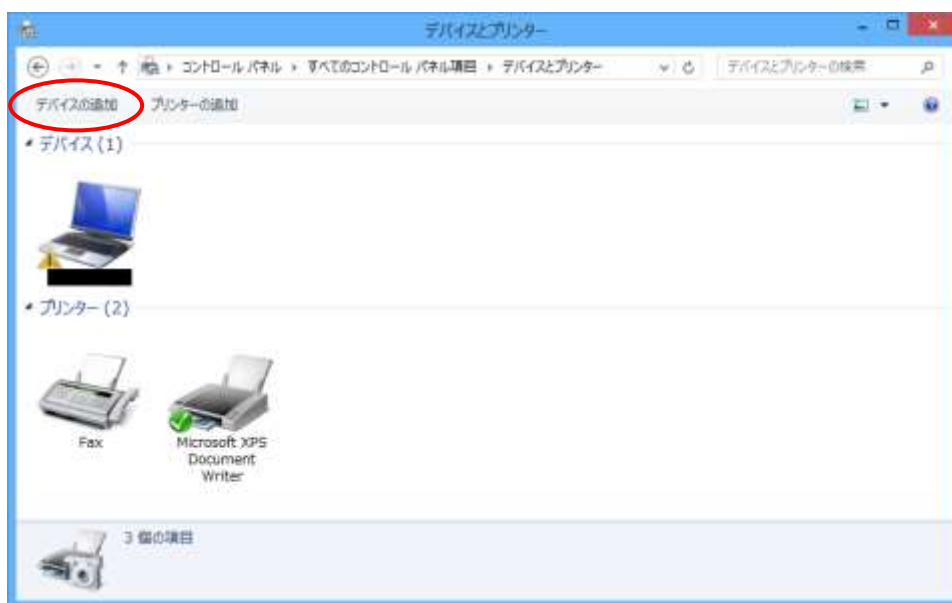 デバイスとプリンター
コントロール パネル ▸ すべてのコントロール パネル項目 ▸ デバイスとプリンター
デバイスとプリンターの検索
デバイスの追加 プリンターの追加
デバイス (1)
プリンター (2)
Fax
Microsoft XPS
Document
Writer
3 個の項目